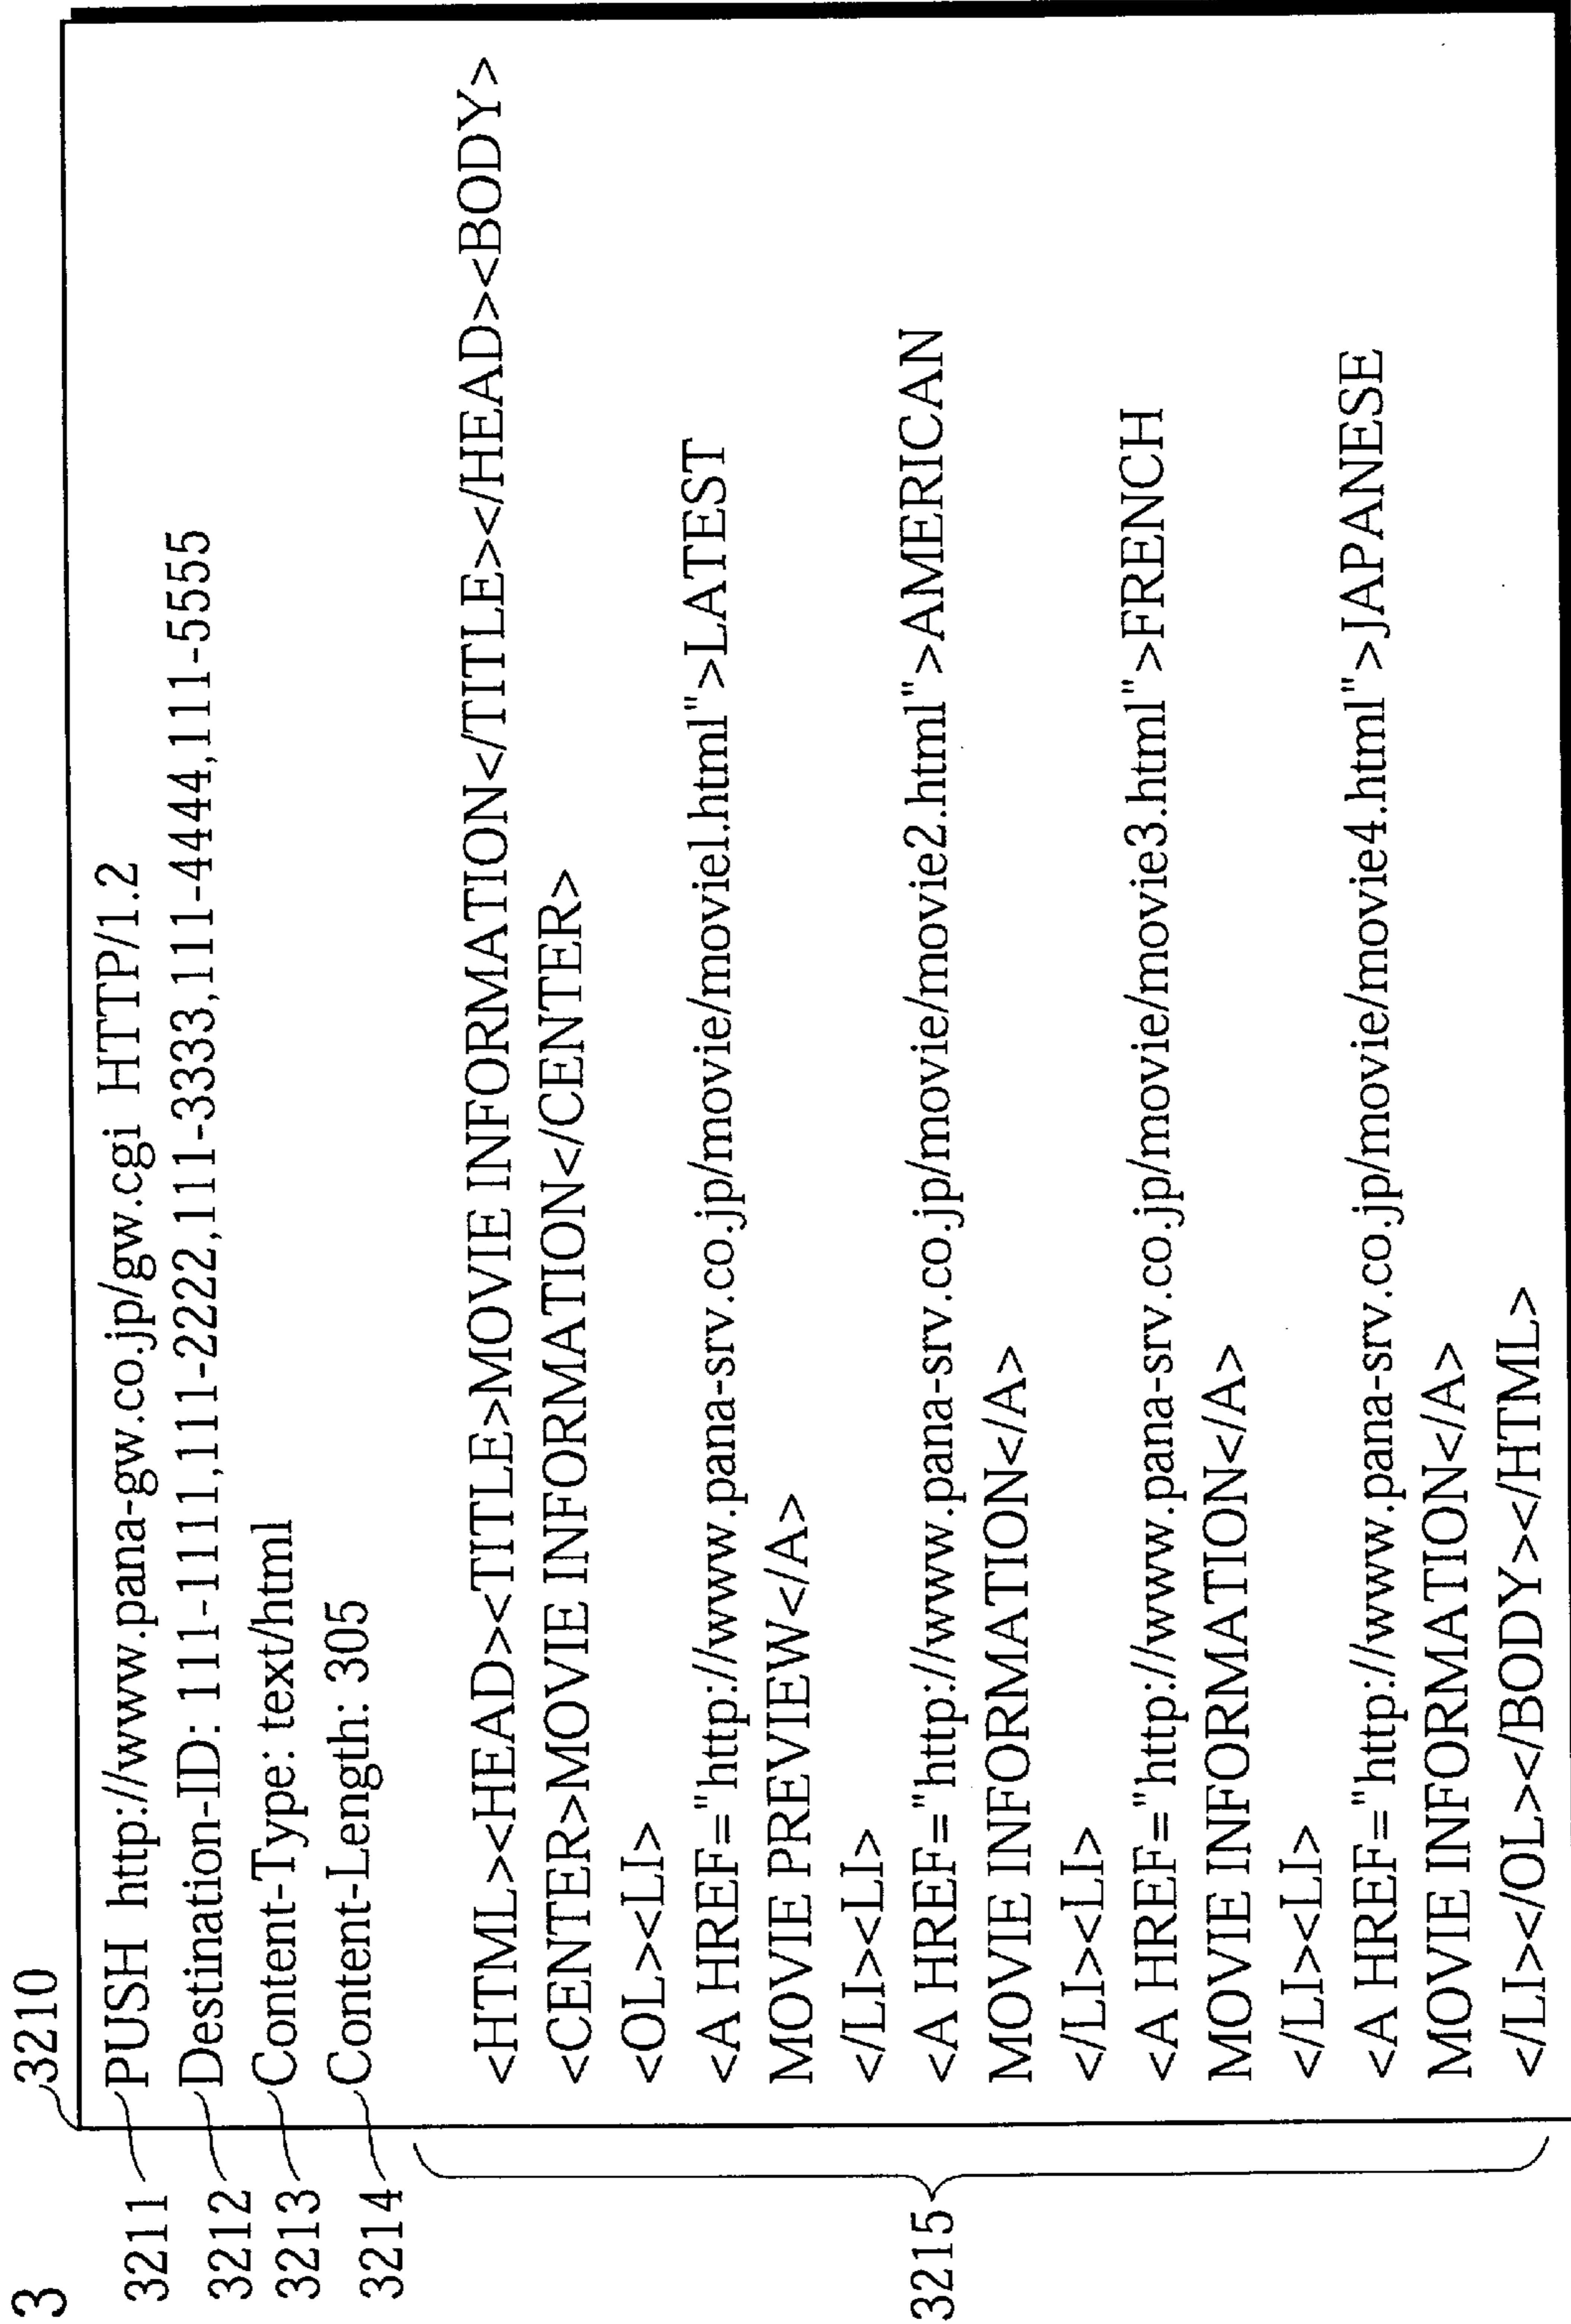 3
3210
3211 PUSH http://www.pana-gw.co.jp/gw.cgi HTTP/1.2
3212 Destination-ID: 111-1111,111-2222,111-3333,111-4444,111-5555
3213 Content-Type: text/html
3214 Content-Length: 305
3215
<HTML><HEAD><TITLE>MOVIE INFORMATION</TITLE></HEAD><BODY>
<CENTER>MOVIE INFORMATION</CENTER>
<OL><LI>
<A HREF="http://www.pana-srv.co.jp/movie/movie1.html">LATEST
MOVIE PREVIEW</A>
</LI><LI>
<A HREF="http://www.pana-srv.co.jp/movie/movie2.html">AMERICAN
MOVIE INFORMATION</A>
</LI><LI>
<A HREF="http://www.pana-srv.co.jp/movie/movie3.html">FRENCH
MOVIE INFORMATION</A>
</LI><LI>
<A HREF="http://www.pana-srv.co.jp/movie/movie4.html">JAPANESE
MOVIE INFORMATION</A>
</LI></OL></BODY></HTML>